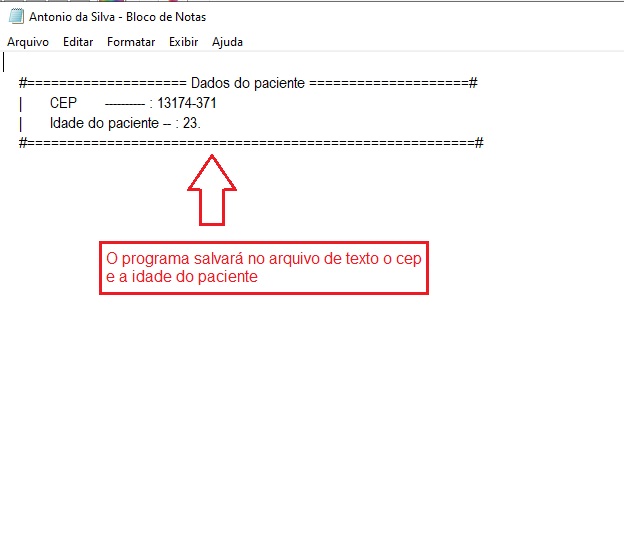 Antonio da Silva - Bloco de Notas
Arquivo Editar Formatar Exibir Ajuda
#==================== Dados do paciente ====================#
| CEP ---------- : 13174-371
| Idade do paciente -- : 23.
#========================================================#
O programa salvará no arquivo de texto o cep
e a idade do paciente